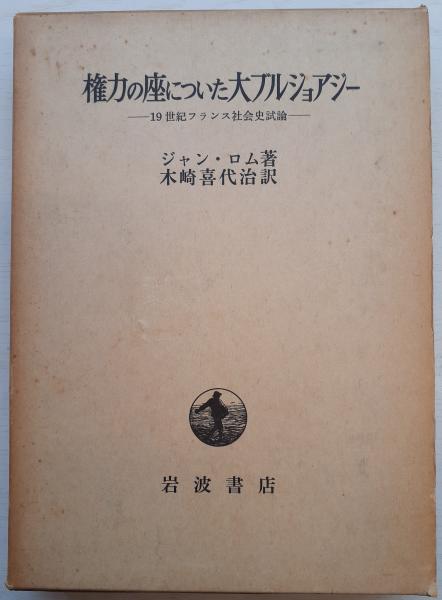 権力の座についた大ブルジョアジー
——19世紀フランス社会史試論——
ジャン・ロム著
木崎喜代治訳
岩波書店